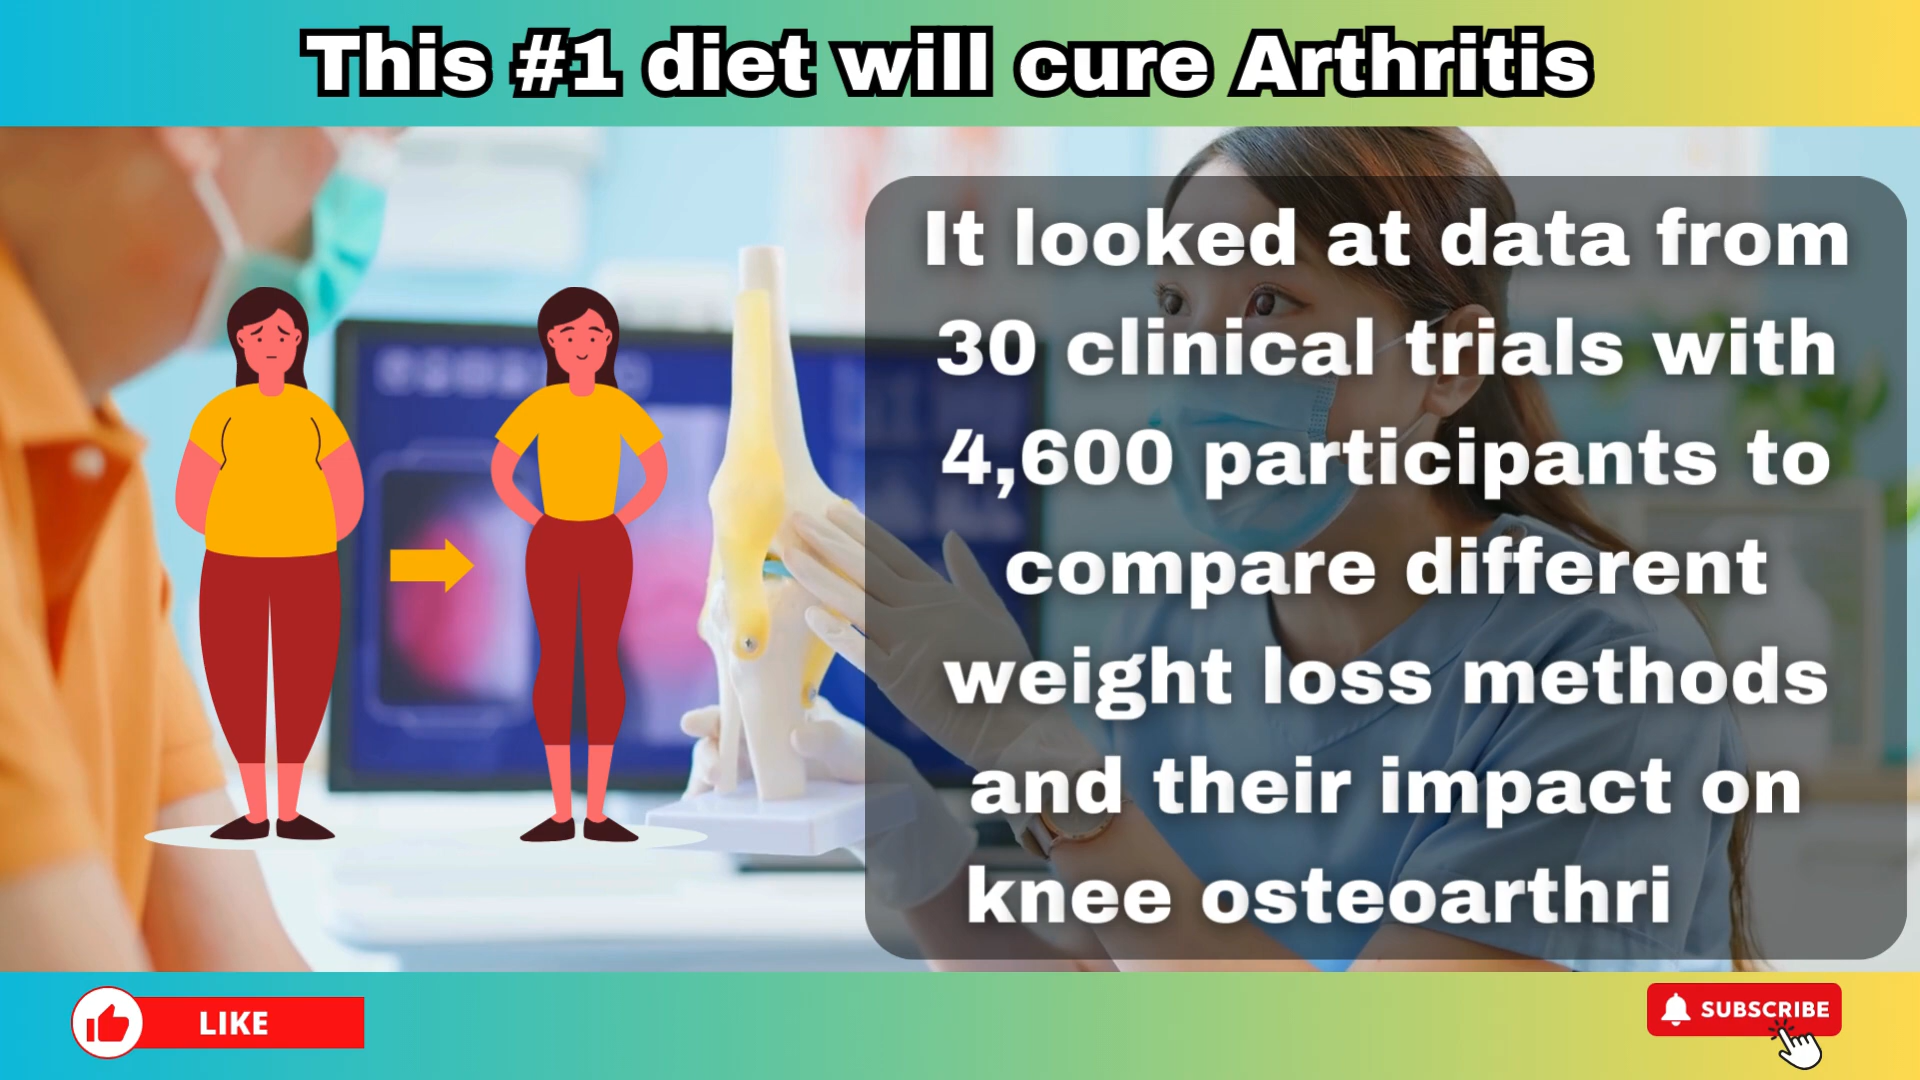 This #1 diet will cure Arthritis
It looked at data from
30 clinical trials with
4,600 participants to
compare different
weight loss methods
and their impact on
knee osteoarthri
LIKE
SUBSCRIBE